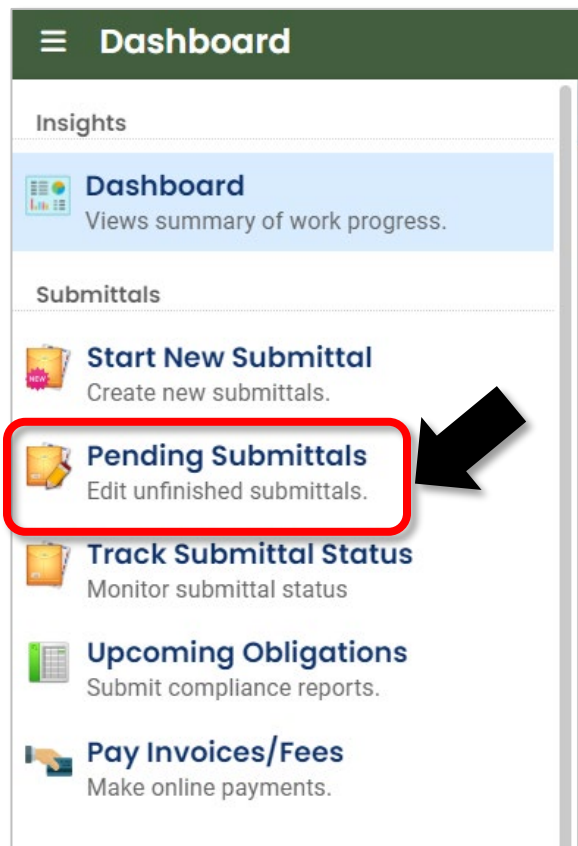 Dashboard
Insights
Dashboard
Views summary of work progress.
Submittals
Start New Submittal
NEW
Create new submittals.
Pending Submittals
Edit unfinished submittals.
Track Submittal Status
Monitor submittal status
Upcoming Obligations
Submit compliance reports.
Pay Invoices/Fees
Make online payments.